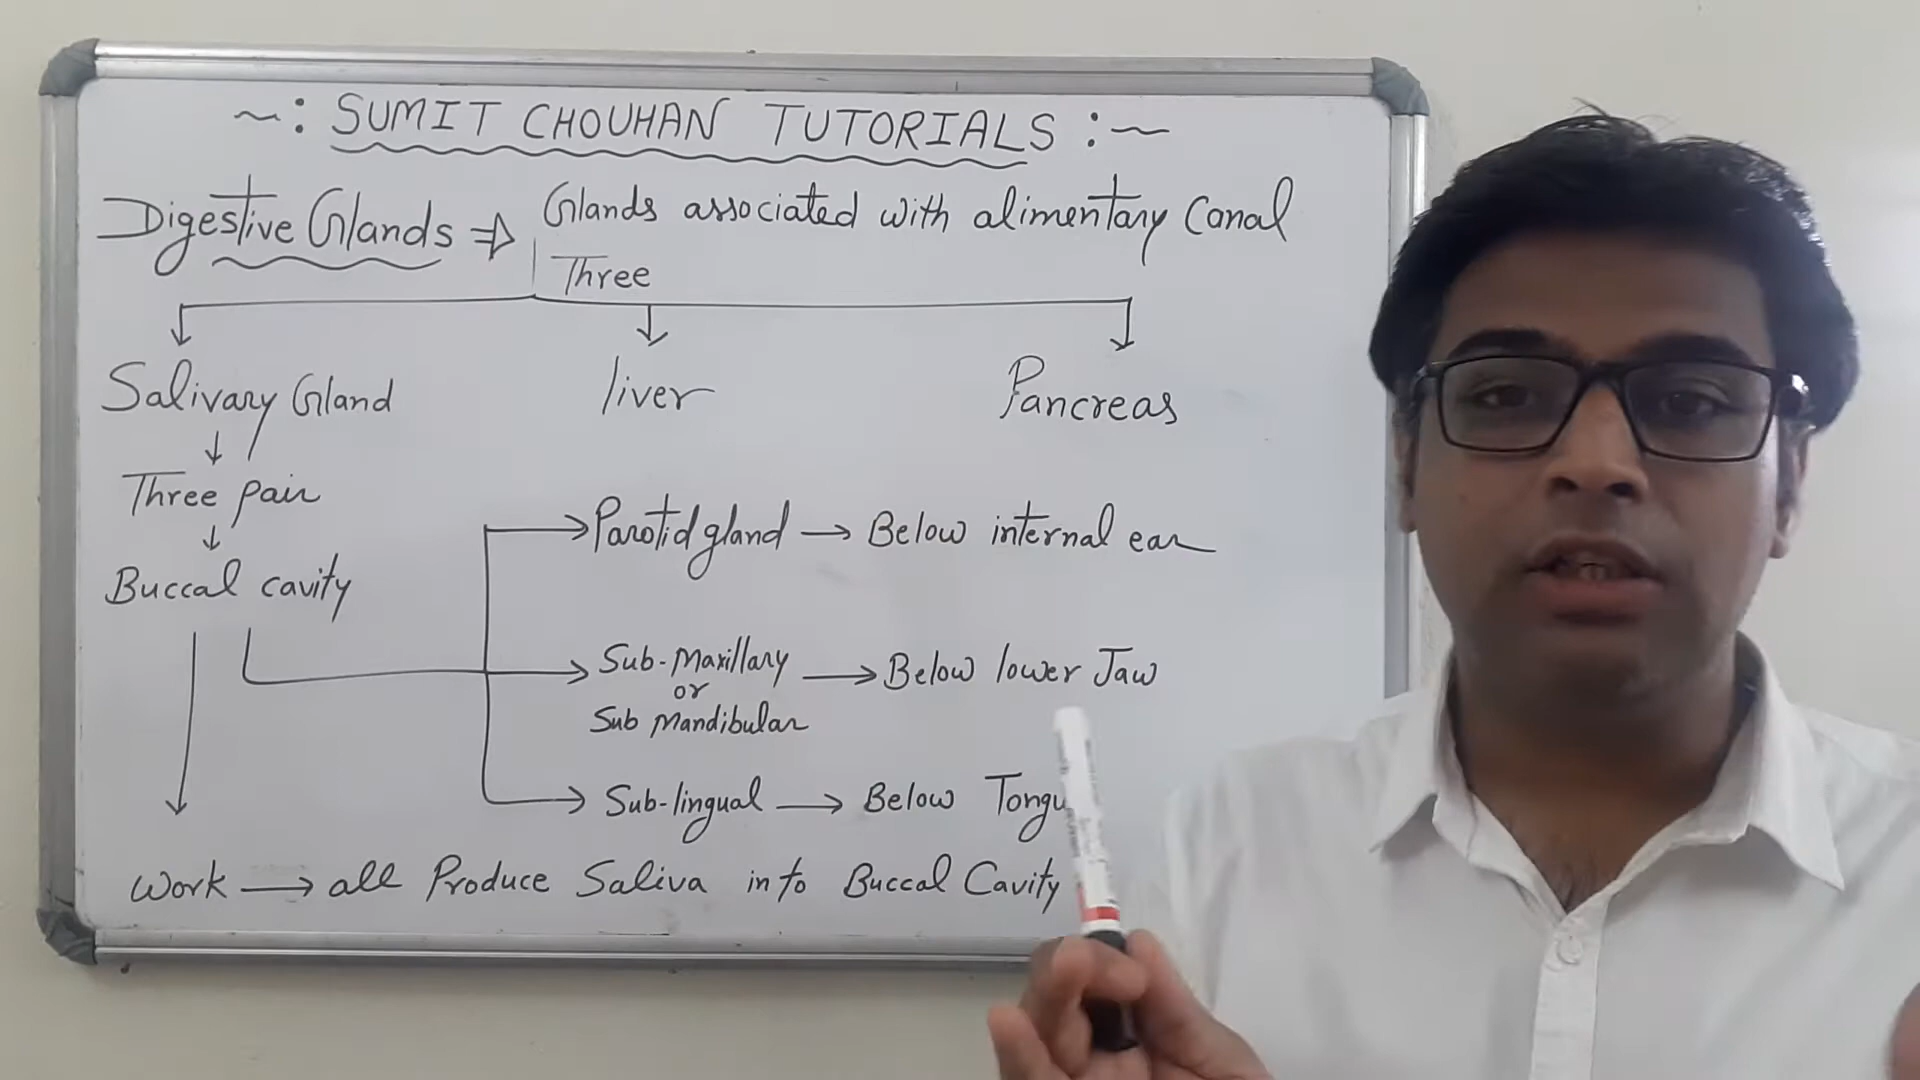 ~: SUMIT CHOUHAN TUTORIALS :~
Digestive Glands ⇒ Glands associated with alimentary Canal
Three
Salivary Gland liver Pancreas
↓
Three pair
↓
Buccal cavity
Parotid gland → Below internal ear
Sub-Maxillary → Below lower Jaw
or
Sub Mandibular
Sub-lingual → Below Tongu
Work → all Produce Saliva into Buccal Cavity